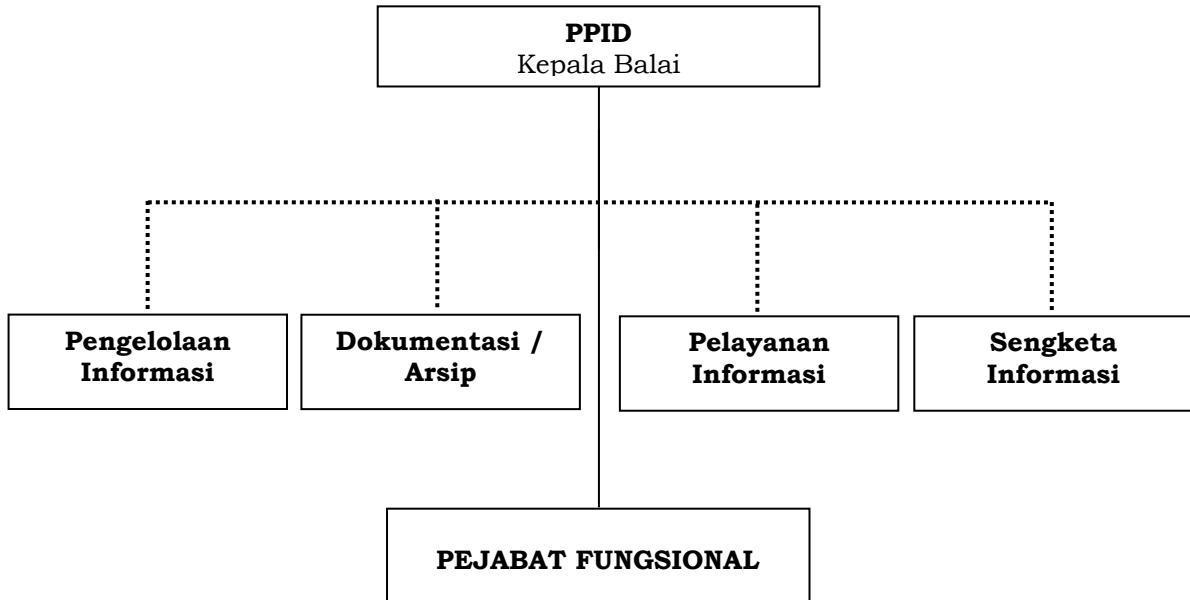 PPID
Kepala Balai
Pengelolaan
Informasi
Dokumentasi /
Arsip
Pelayanan
Informasi
Sengketa
Informasi
PEJABAT FUNGSIONAL